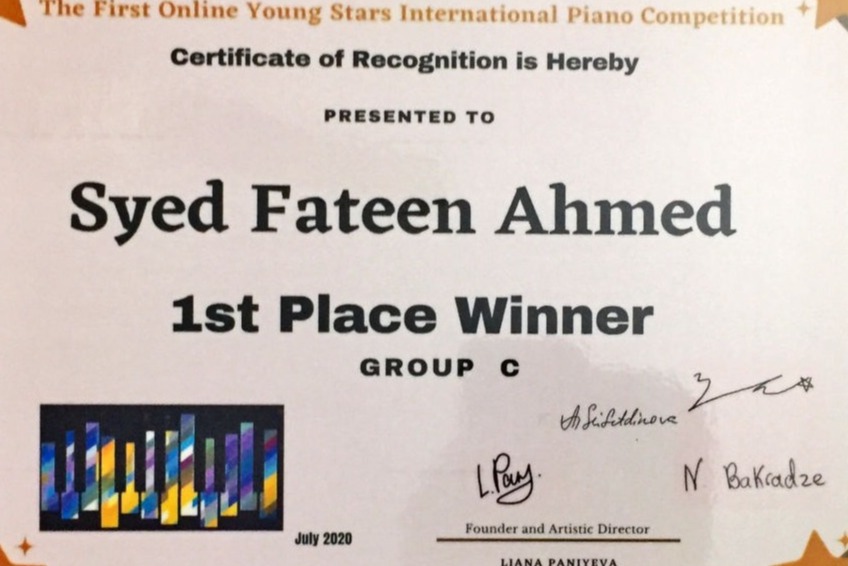 The First Online Young Stars International Piano Competition
Certificate of Recognition is Hereby
PRESENTED TO
Syed Fateen Ahmed
1st Place Winner
GROUP C
L.Pany.
N Bakradze
July 2020
Founder and Artistic Director
LIANA PANIYEVA